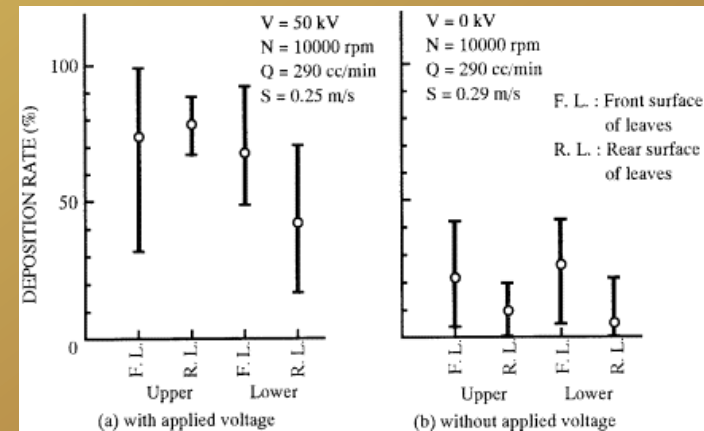 V = 50 kV
N = 10000 rpm
Q = 290 cc/min
S = 0.25 m/s
V = 0 kV
N = 10000 rpm
Q = 290 cc/min
S = 0.29 m/s
F. L. : Front surface
of leaves
R. L. : Rear surface
of leaves
DEPOSITION RATE (%)
100
50
0
F. L.
R. L.
F. L.
R. L.
Upper
Lower
(a) with applied voltage
F. L.
R. L.
F. L.
R. L.
Upper
Lower
(b) without applied voltage